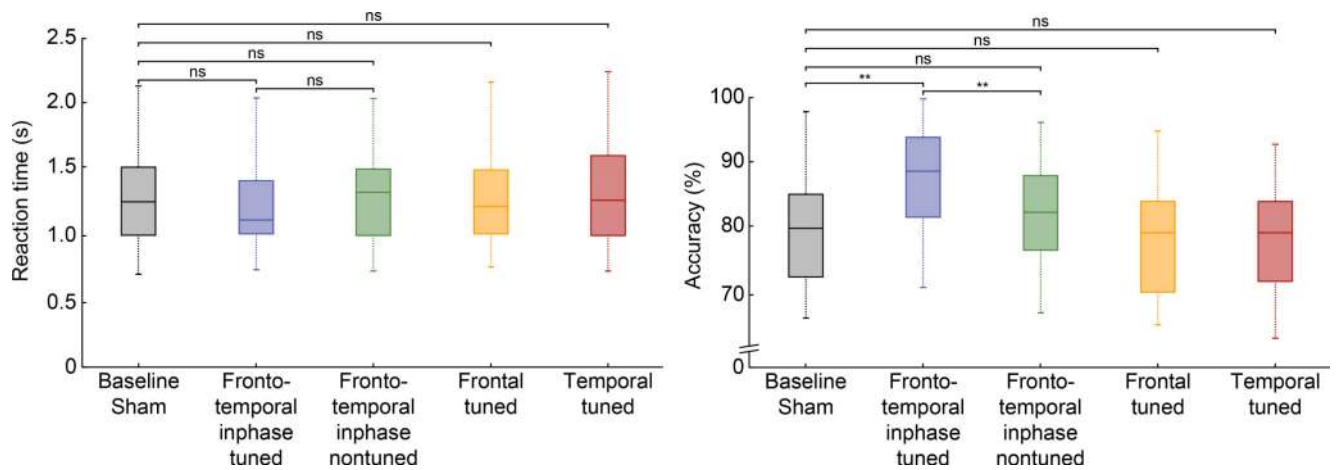 ns
ns
ns
ns
ns
2.5
2.0
1.5
1.0
0.5
0
Reaction time (s)
Baseline
Sham
Fronto-
temporal
inphase
tuned
Fronto-
temporal
inphase
nontuned
Frontal
tuned
Temporal
tuned
ns
ns
ns
**
**
100
90
80
70
0
Accuracy (%)
Baseline
Sham
Fronto-
temporal
inphase
tuned
Fronto-
temporal
inphase
nontuned
Frontal
tuned
Temporal
tuned